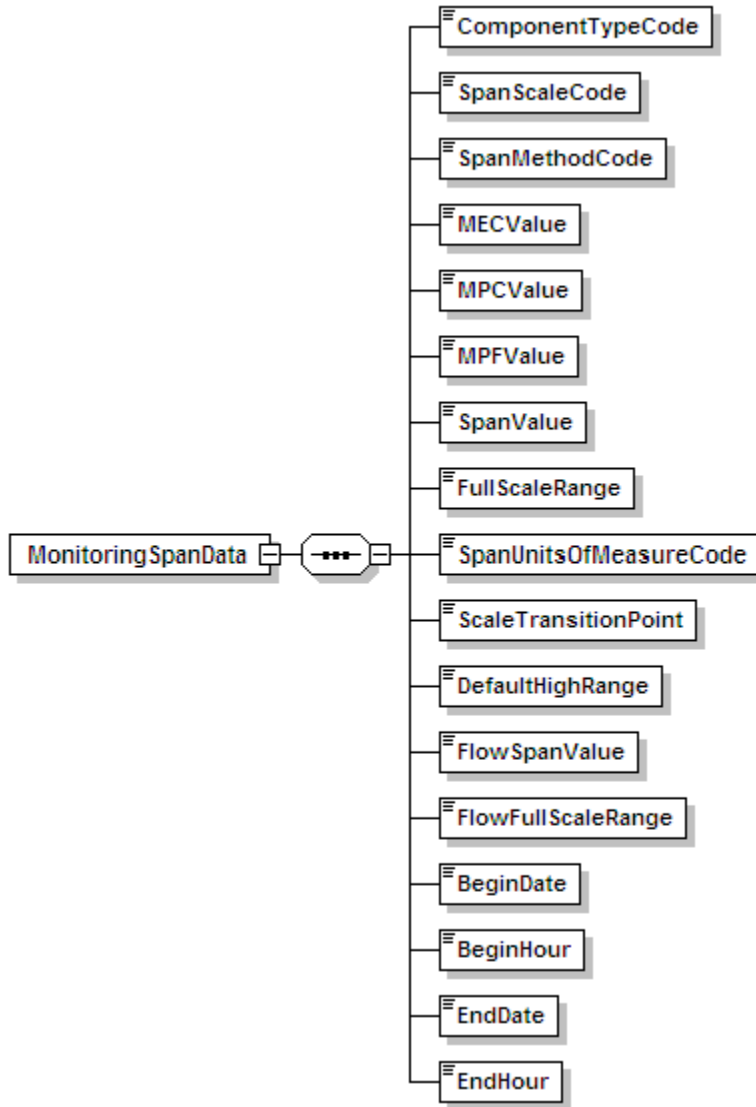 ComponentTypeCode
SpanScaleCode
SpanMethodCode
MECValue
MPCValue
MPFValue
SpanValue
FullScaleRange
MonitoringSpanData
SpanUnitsOfMeasureCode
ScaleTransitionPoint
DefaultHighRange
FlowSpanValue
FlowFullScaleRange
BeginDate
BeginHour
EndDate
EndHour